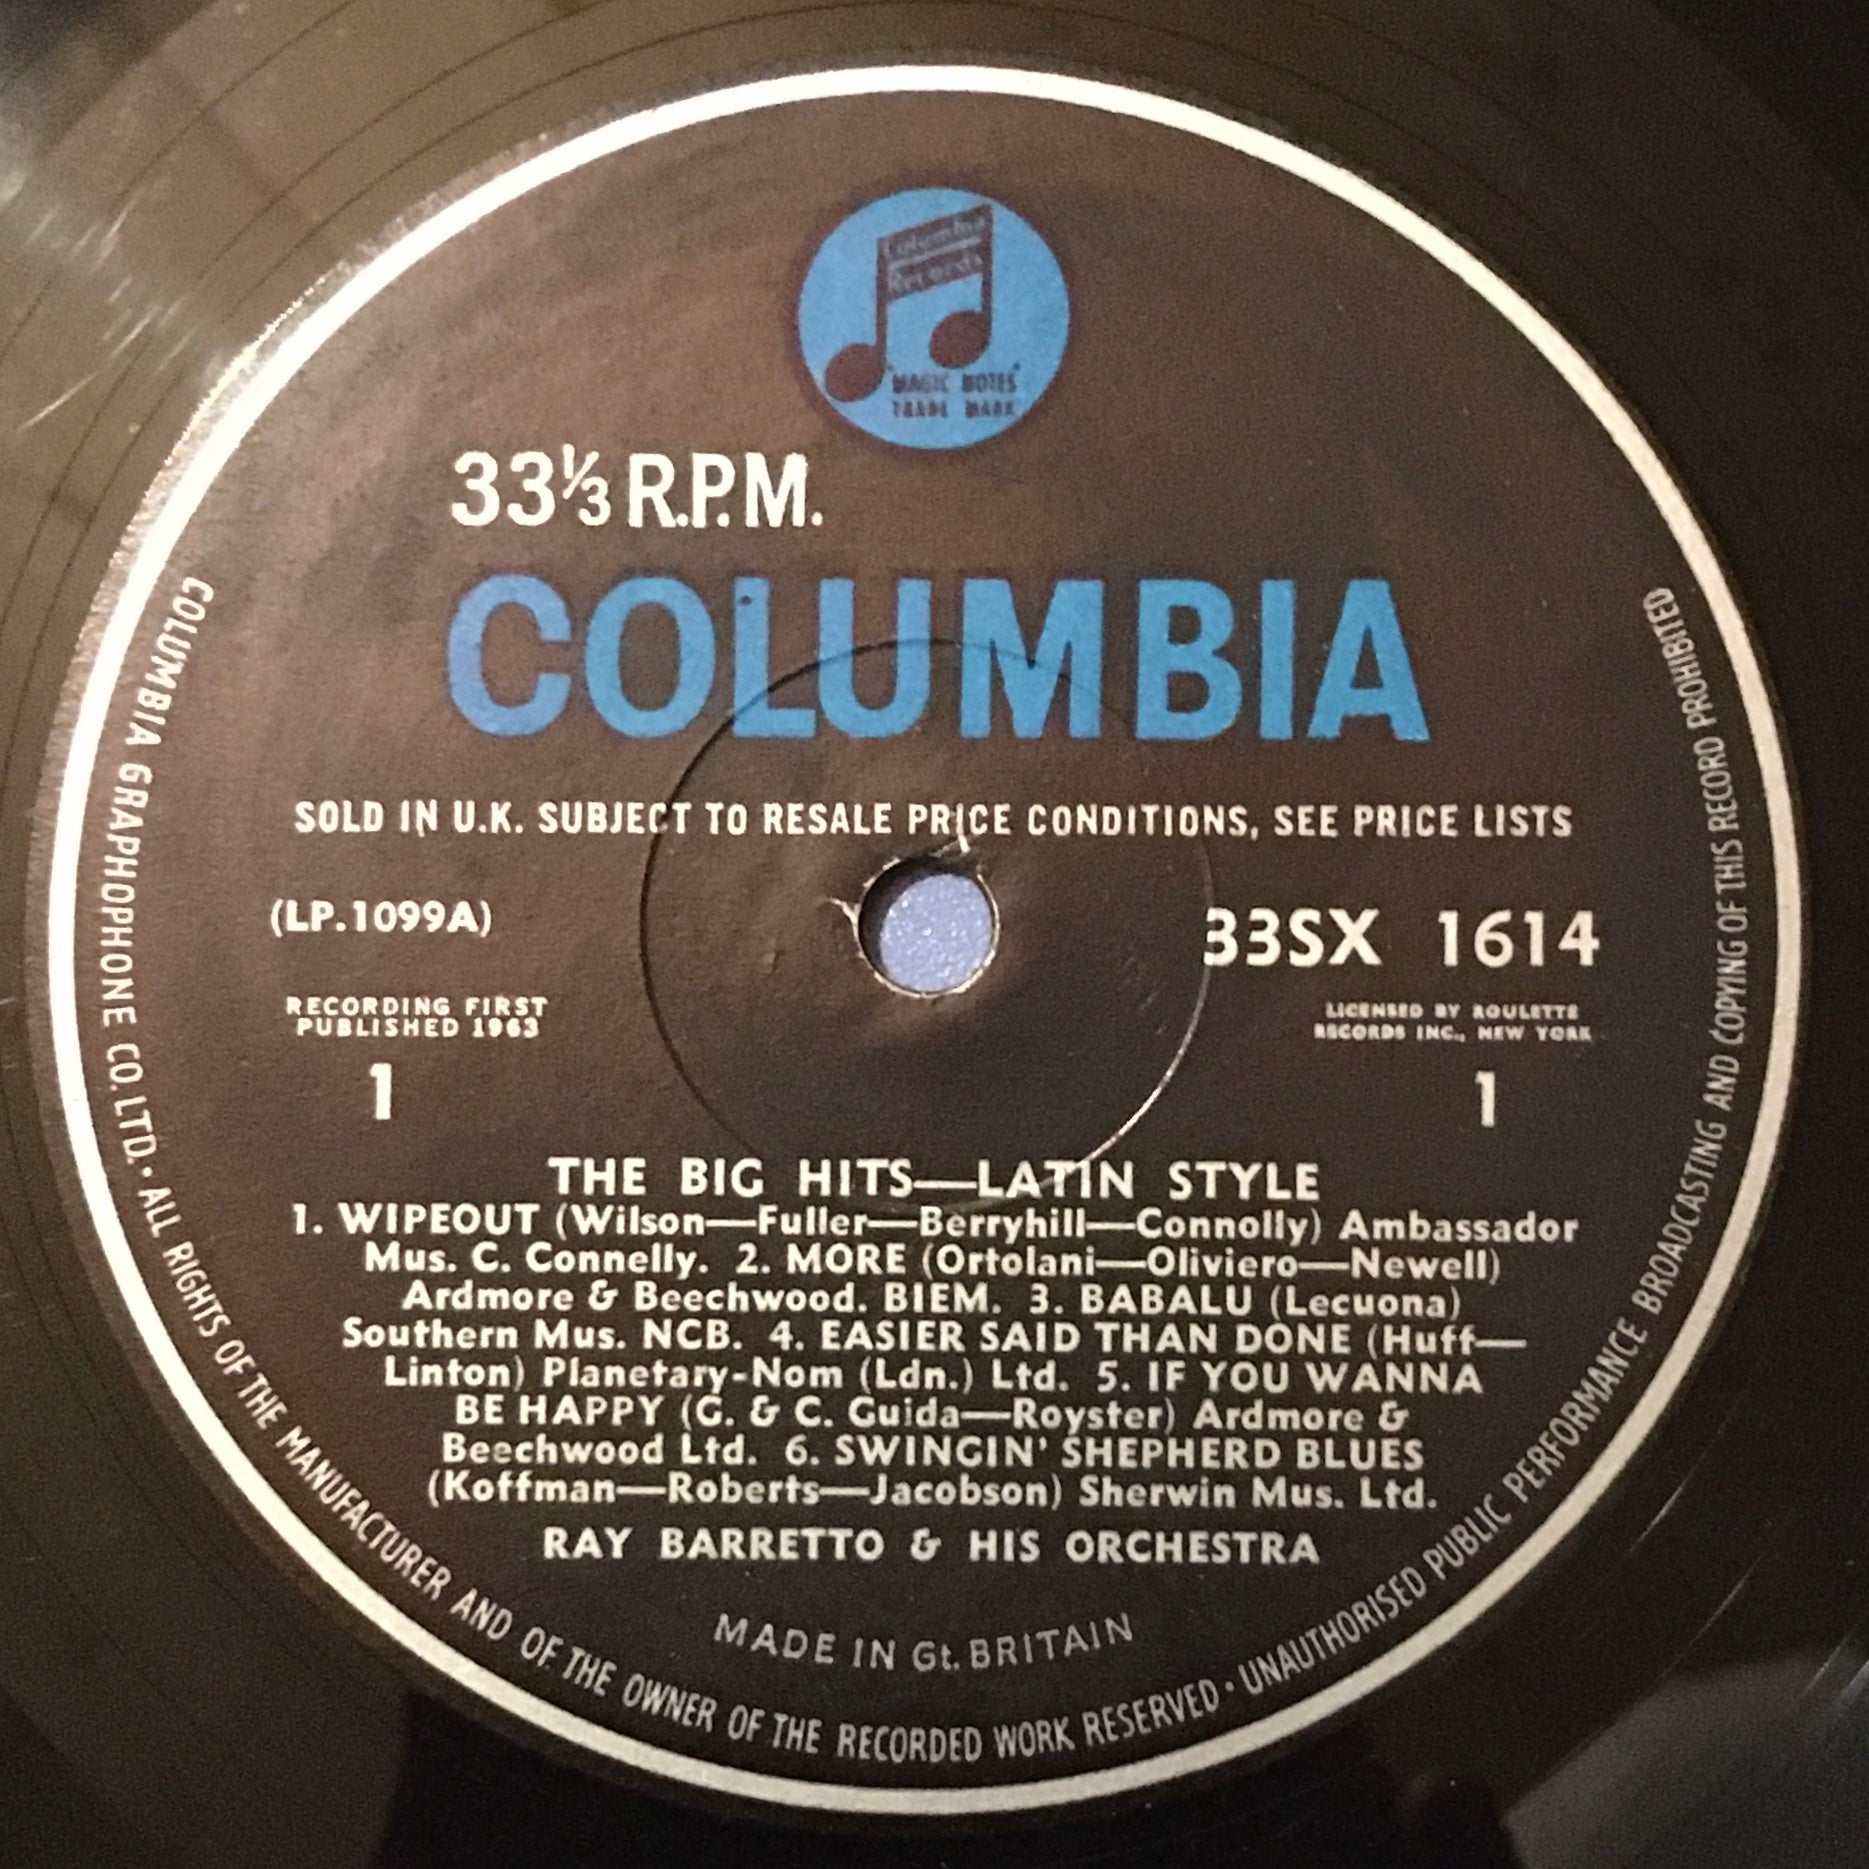 Columbia
Records
"MAGIC NOTES"
TRADE MARK
33⅓ R.P.M.
COLUMBIA
SOLD IN U.K. SUBJECT TO RESALE PRICE CONDITIONS, SEE PRICE LISTS
(LP.1099A)
33SX 1614
RECORDING FIRST
PUBLISHED 1963
LICENSED BY ROULETTE
RECORDS INC., NEW YORK
1
1
THE BIG HITS—LATIN STYLE
1. WIPEOUT (Wilson—Fuller—Berryhill—Connolly) Ambassador
Mus. C. Connelly. 2. MORE (Ortolani—Oliviero—Newell)
Ardmore & Beechwood. BIEM. 3. BABALU (Lecuona)
Southern Mus. NCB. 4. EASIER SAID THAN DONE (Huff—
Linton) Planetary-Nom (Ldn.) Ltd. 5. IF YOU WANNA
BE HAPPY (G. & C. Guida—Royster) Ardmore &
Beechwood Ltd. 6. SWINGIN' SHEPHERD BLUES
(Koffman—Roberts—Jacobson) Sherwin Mus. Ltd.
RAY BARRETTO & HIS ORCHESTRA
MADE IN Gt. BRITAIN
COLUMBIA GRAPHOPHONE CO. LTD. • ALL RIGHTS OF THE MANUFACTURER AND OF THE OWNER OF THE RECORDED WORK RESERVED • UNAUTHORISED PUBLIC PERFORMANCE BROADCASTING AND COPYING OF THIS RECORD PROHIBITED